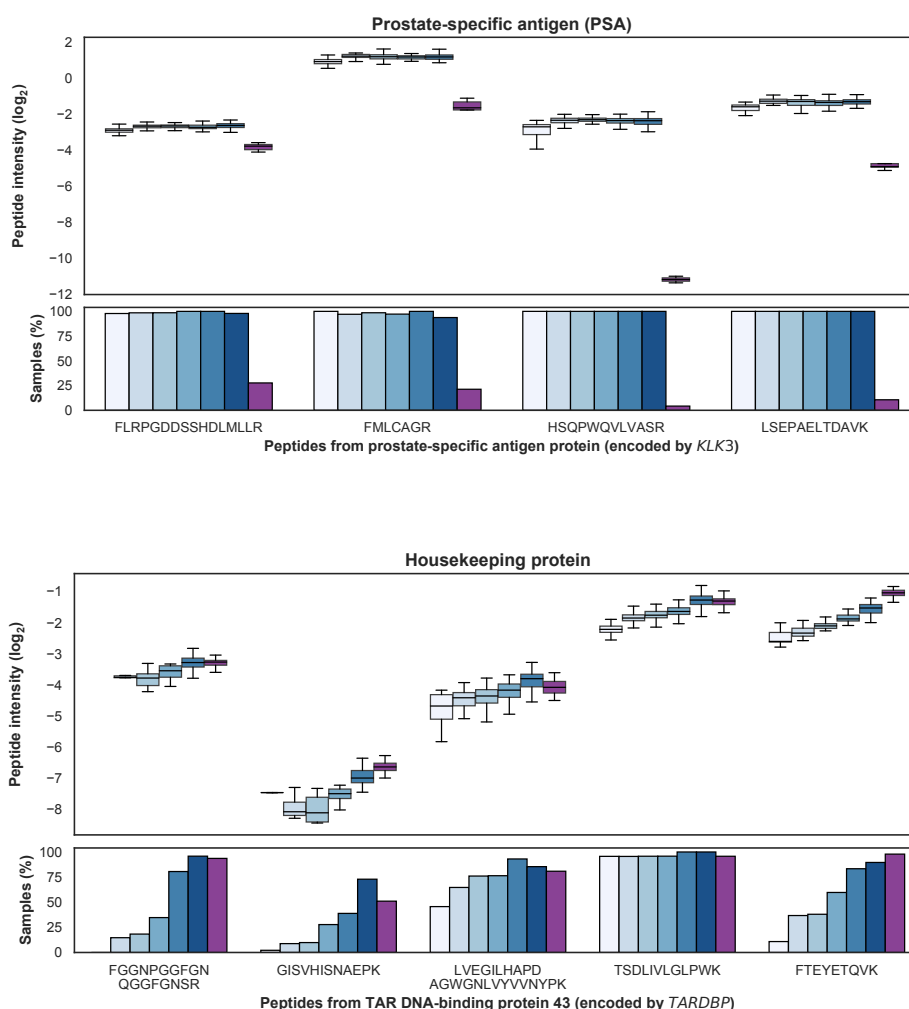 Prostate-specific antigen (PSA)
Peptide intensity (log2)
2
0
−2
−4
−6
−8
−10
−12
Samples (%)
100
75
50
25
0
FLRPGDDSSHDLMLLR FMLCAGR HSQPWQVLVASR LSEPAELTDAVK
Peptides from prostate-specific antigen protein (encoded by KLK3)
Housekeeping protein
Peptide intensity (log2)
−1
−2
−3
−4
−5
−6
−7
−8
Samples (%)
100
75
50
25
0
FGGNPGGFGN GISVHISNAEPK LVEGILHAPD TSDLIVLGLPWK FTEYETQVK
QGGFGNSR AGWGNLVYVVNYPK
Peptides from TAR DNA-binding protein 43 (encoded by TARDBP)